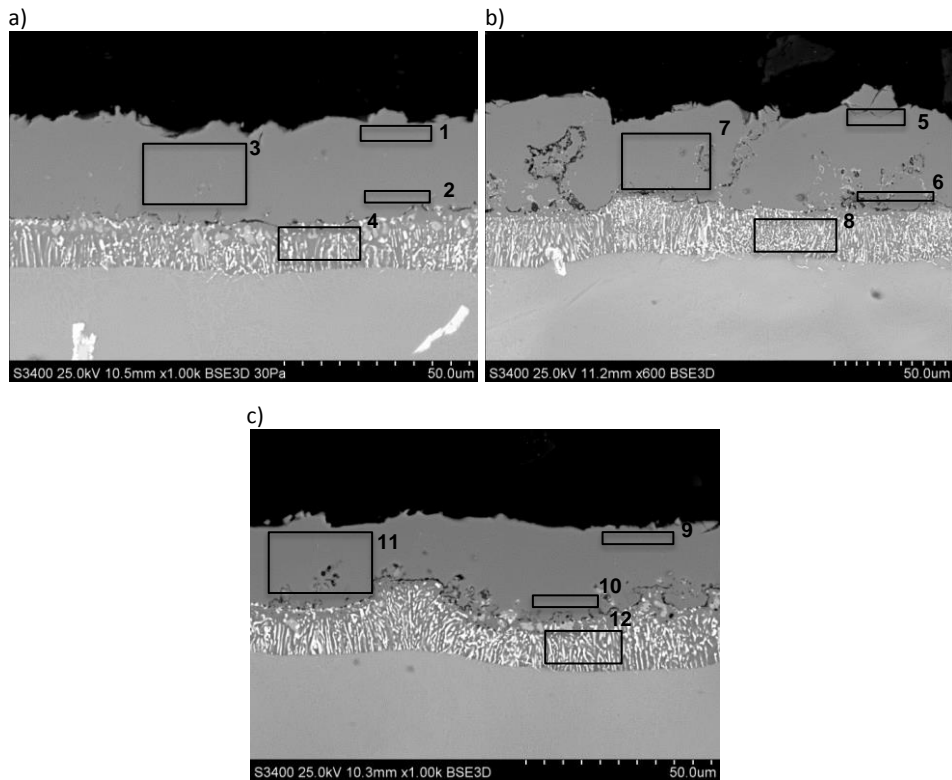 a)
b)
1
3
2
4
S3400 25.0kV 10.5mm x1.00k BSE3D 30Pa
50.0um
5
7
6
8
S3400 25.0kV 11.2mm x600 BSE3D
50.0um
c)
9
11
10
12
S3400 25.0kV 10.3mm x1.00k BSE3D
50.0um